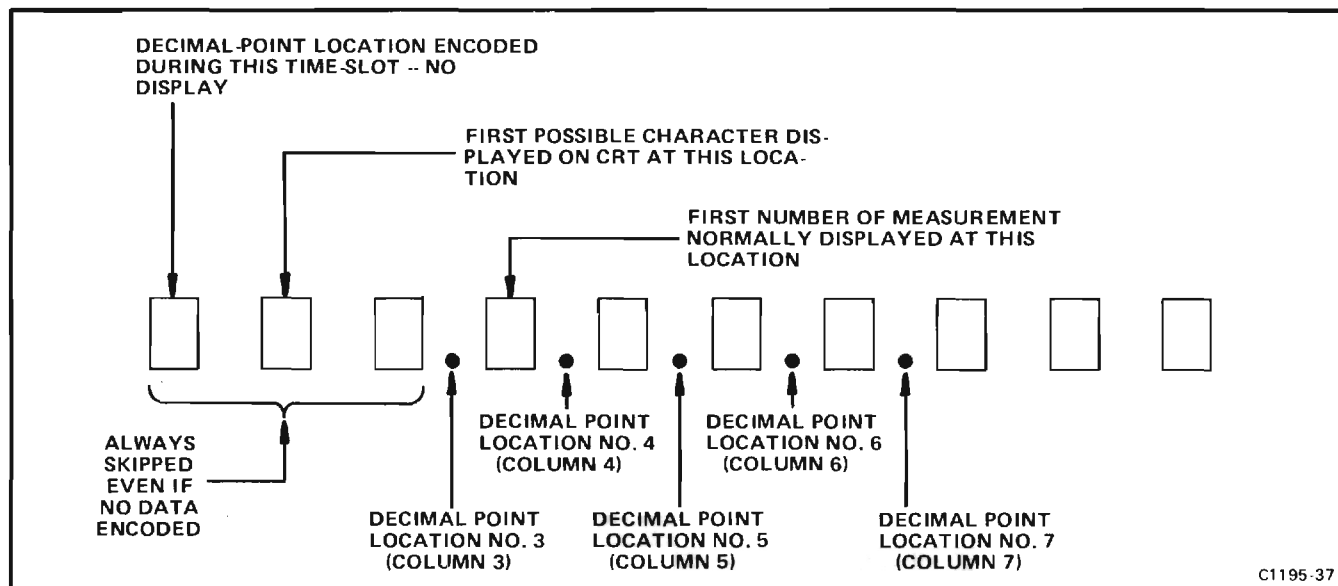 DECIMAL-POINT LOCATION ENCODED
DURING THIS TIME-SLOT -- NO
DISPLAY
FIRST POSSIBLE CHARACTER DIS-
PLAYED ON CRT AT THIS LOCA-
TION
FIRST NUMBER OF MEASUREMENT
NORMALLY DISPLAYED AT THIS
LOCATION
ALWAYS
SKIPPED
EVEN IF
NO DATA
ENCODED
DECIMAL POINT
LOCATION NO. 3
(COLUMN 3)
DECIMAL POINT
LOCATION NO. 4
(COLUMN 4)
DECIMAL POINT
LOCATION NO. 5
(COLUMN 5)
DECIMAL POINT
LOCATION NO. 6
(COLUMN 6)
DECIMAL POINT
LOCATION NO. 7
(COLUMN 7)
C1195-37